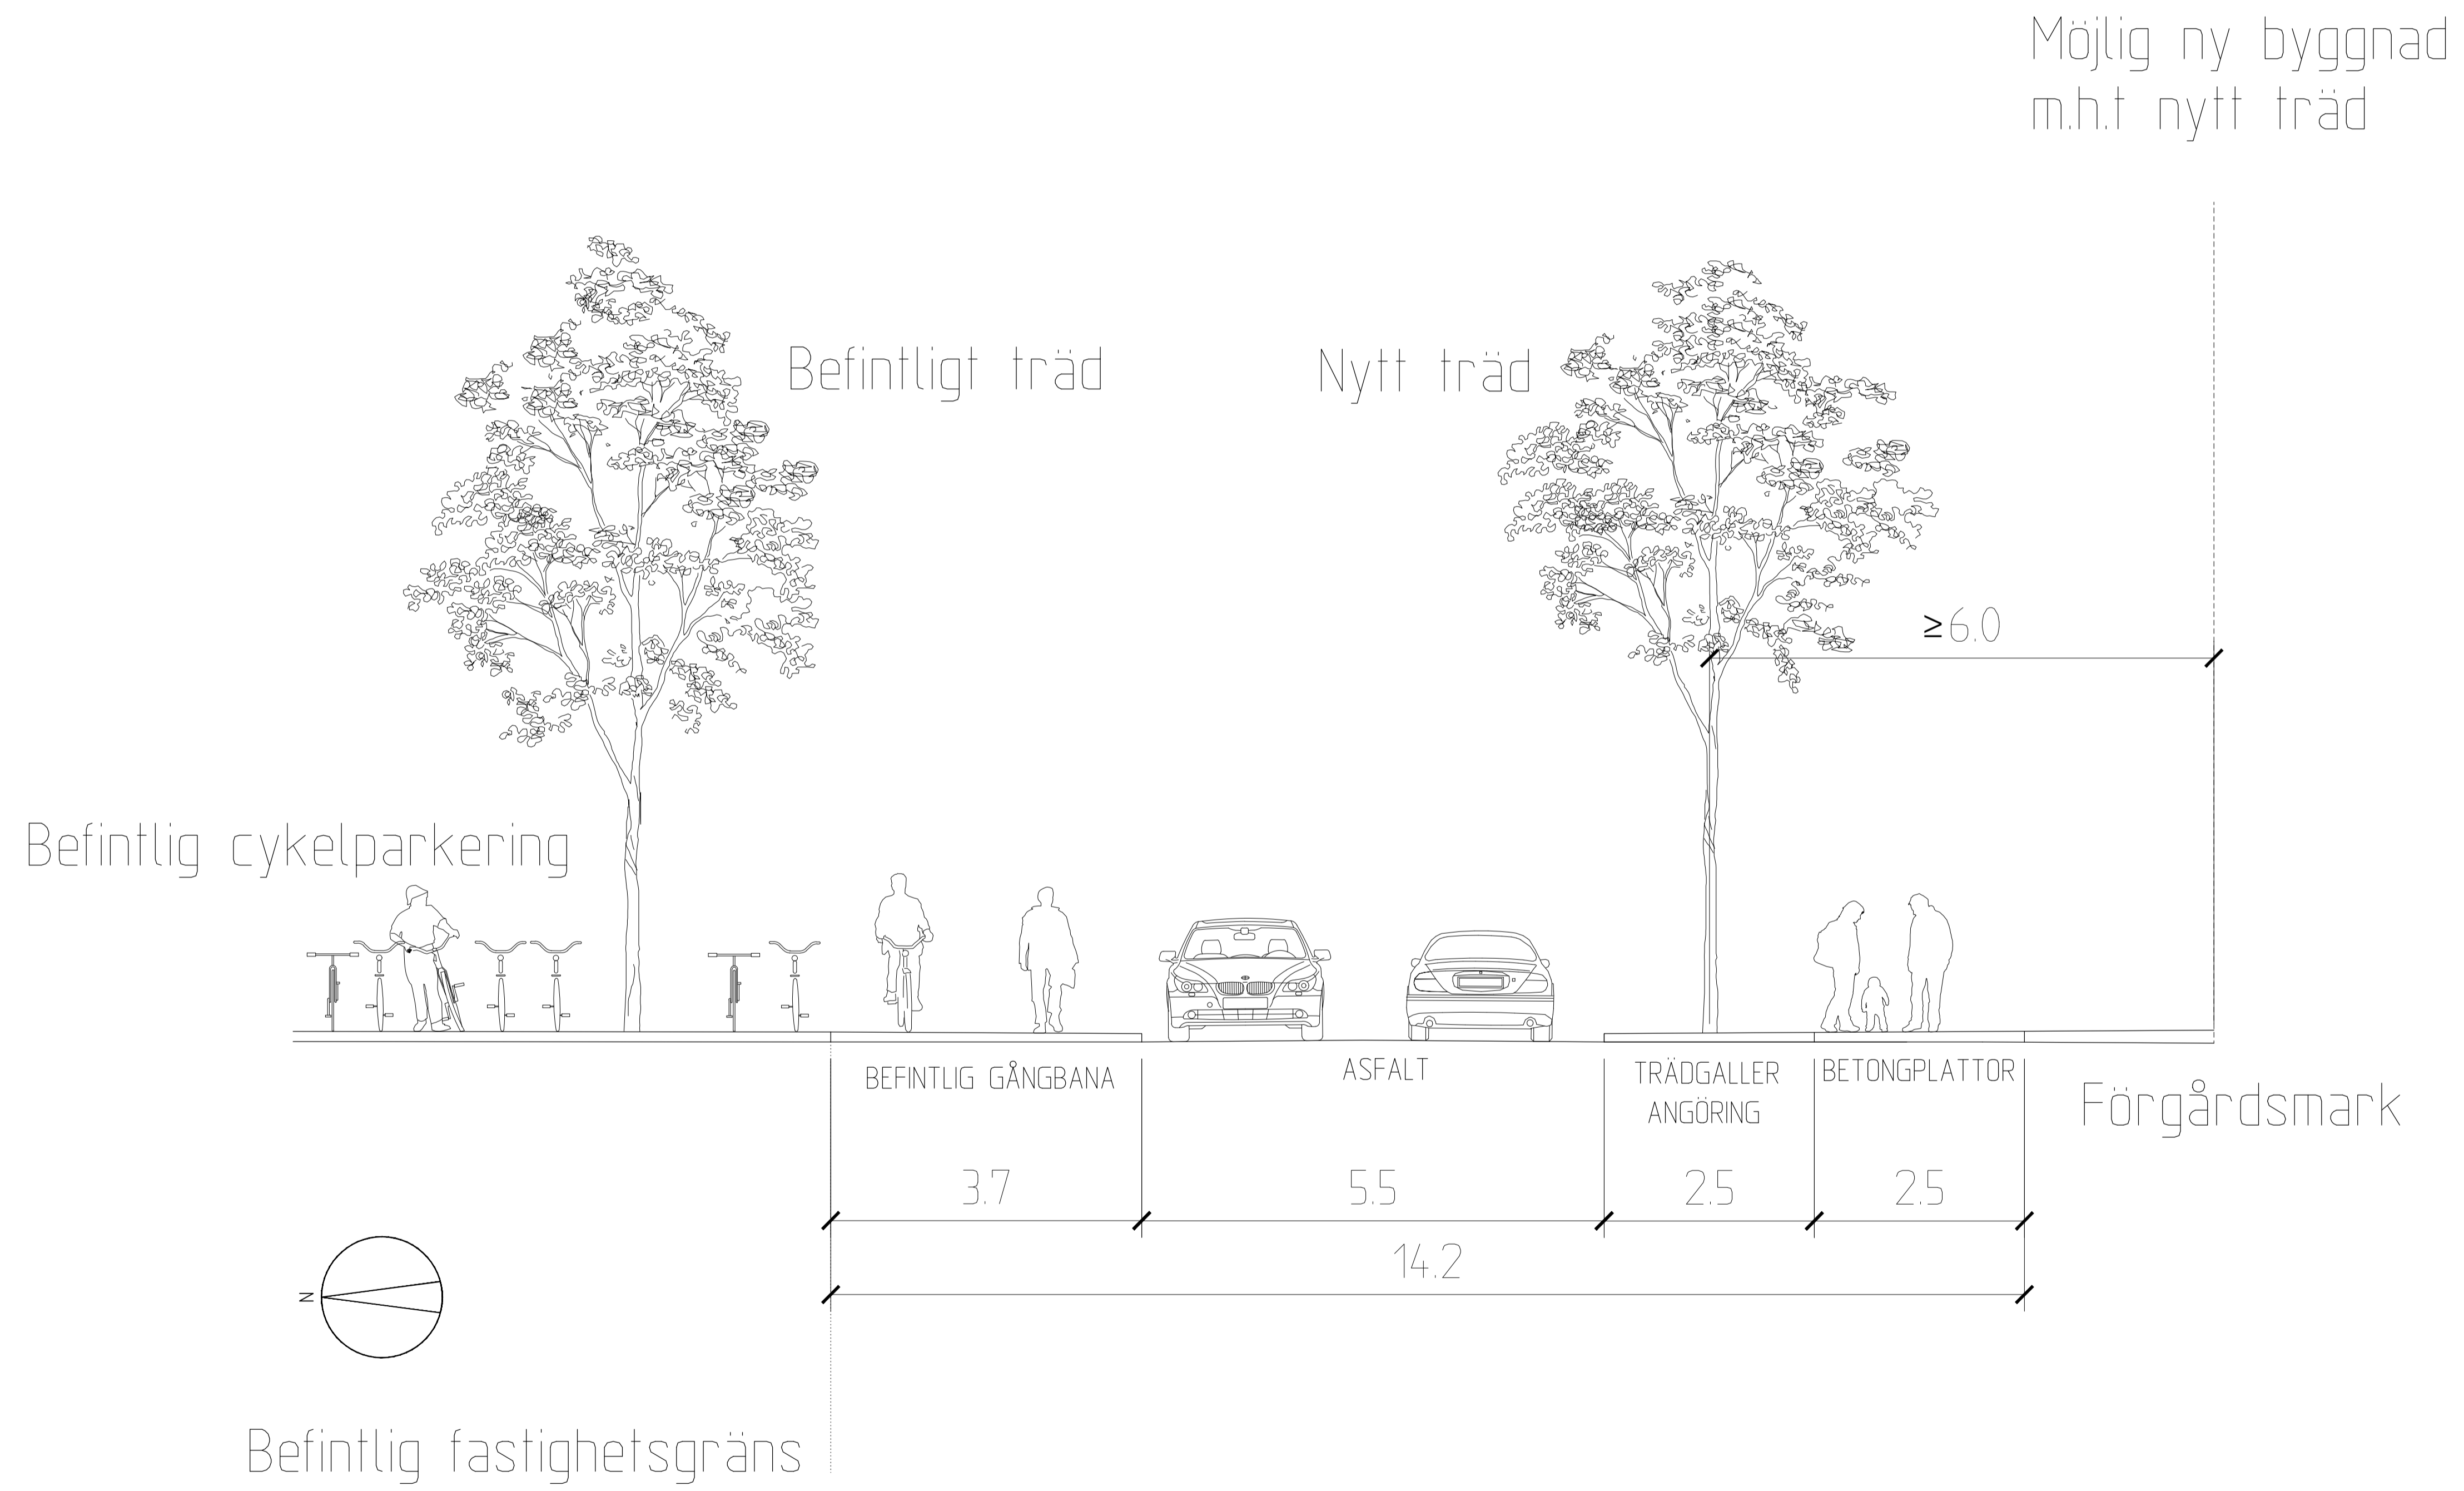 Möjlig ny byggnad
m.h.t nytt träd
Befintligt träd
Nytt träd
≥6.0
Befintlig cykelparkering
BEFINTLIG GÅNGBANA
ASFALT
TRÄDGALLER
ANGÖRING
BETONGPLATTOR
Förgårdsmark
3.7
5.5
2.5
2.5
14.2
N
Befintlig fastighetsgräns